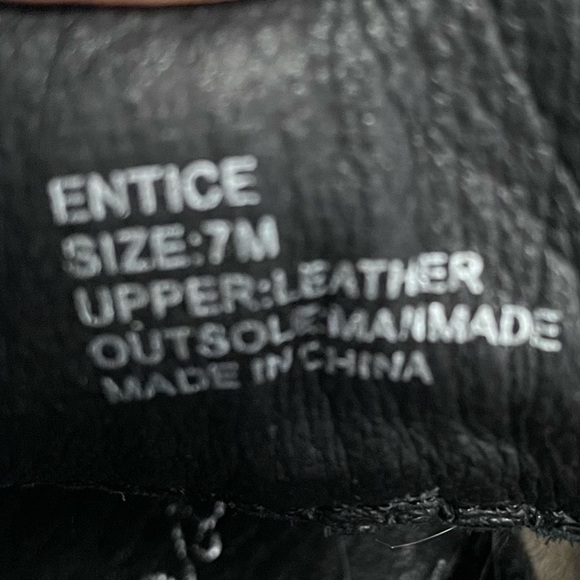 ENTICE
SIZE:7M
UPPER:LEATHER
OUTSOLE:MANMADE
MADE IN CHINA